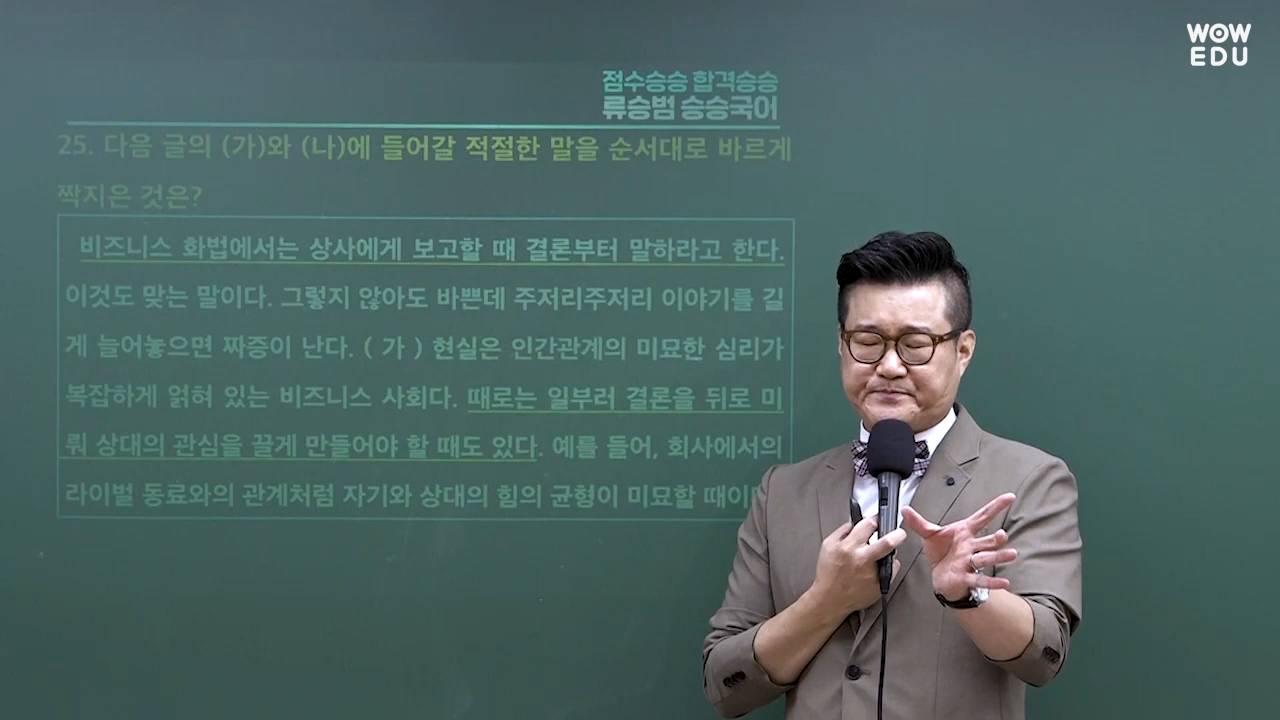 WOW
EDU
점수승승 합격승승
류승범 승승국어
25. 다음 글의 (가)와 (나)에 들어갈 적절한 말을 순서대로 바르게
짝지은 것은?
비즈니스 화법에서는 상사에게 보고할 때 결론부터 말하라고 한다.
이것도 맞는 말이다. 그렇지 않아도 바쁜데 주저리주저리 이야기를 길
게 늘어놓으면 짜증이 난다. ( 가 ) 현실은 인간관계의 미묘한 심리가
복잡하게 얽혀 있는 비즈니스 사회다. 때로는 일부러 결론을 뒤로 미
뤄 상대의 관심을 끌게 만들어야 할 때도 있다. 예를 들어, 회사에서의
라이벌 동료와의 관계처럼 자기와 상대의 힘의 균형이 미묘할 때이